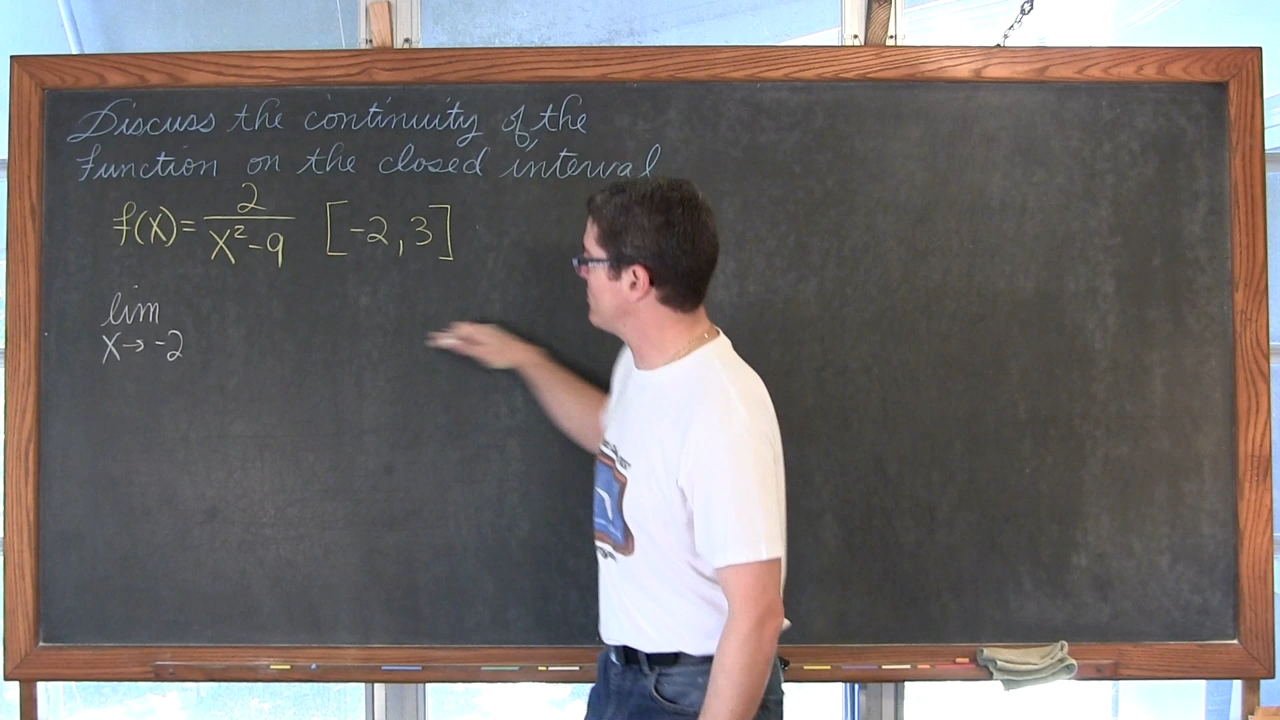 Discuss the continuity of the
function on the closed interval
f(x) = 2/(x²-9) [-2, 3]
lim
x→-2